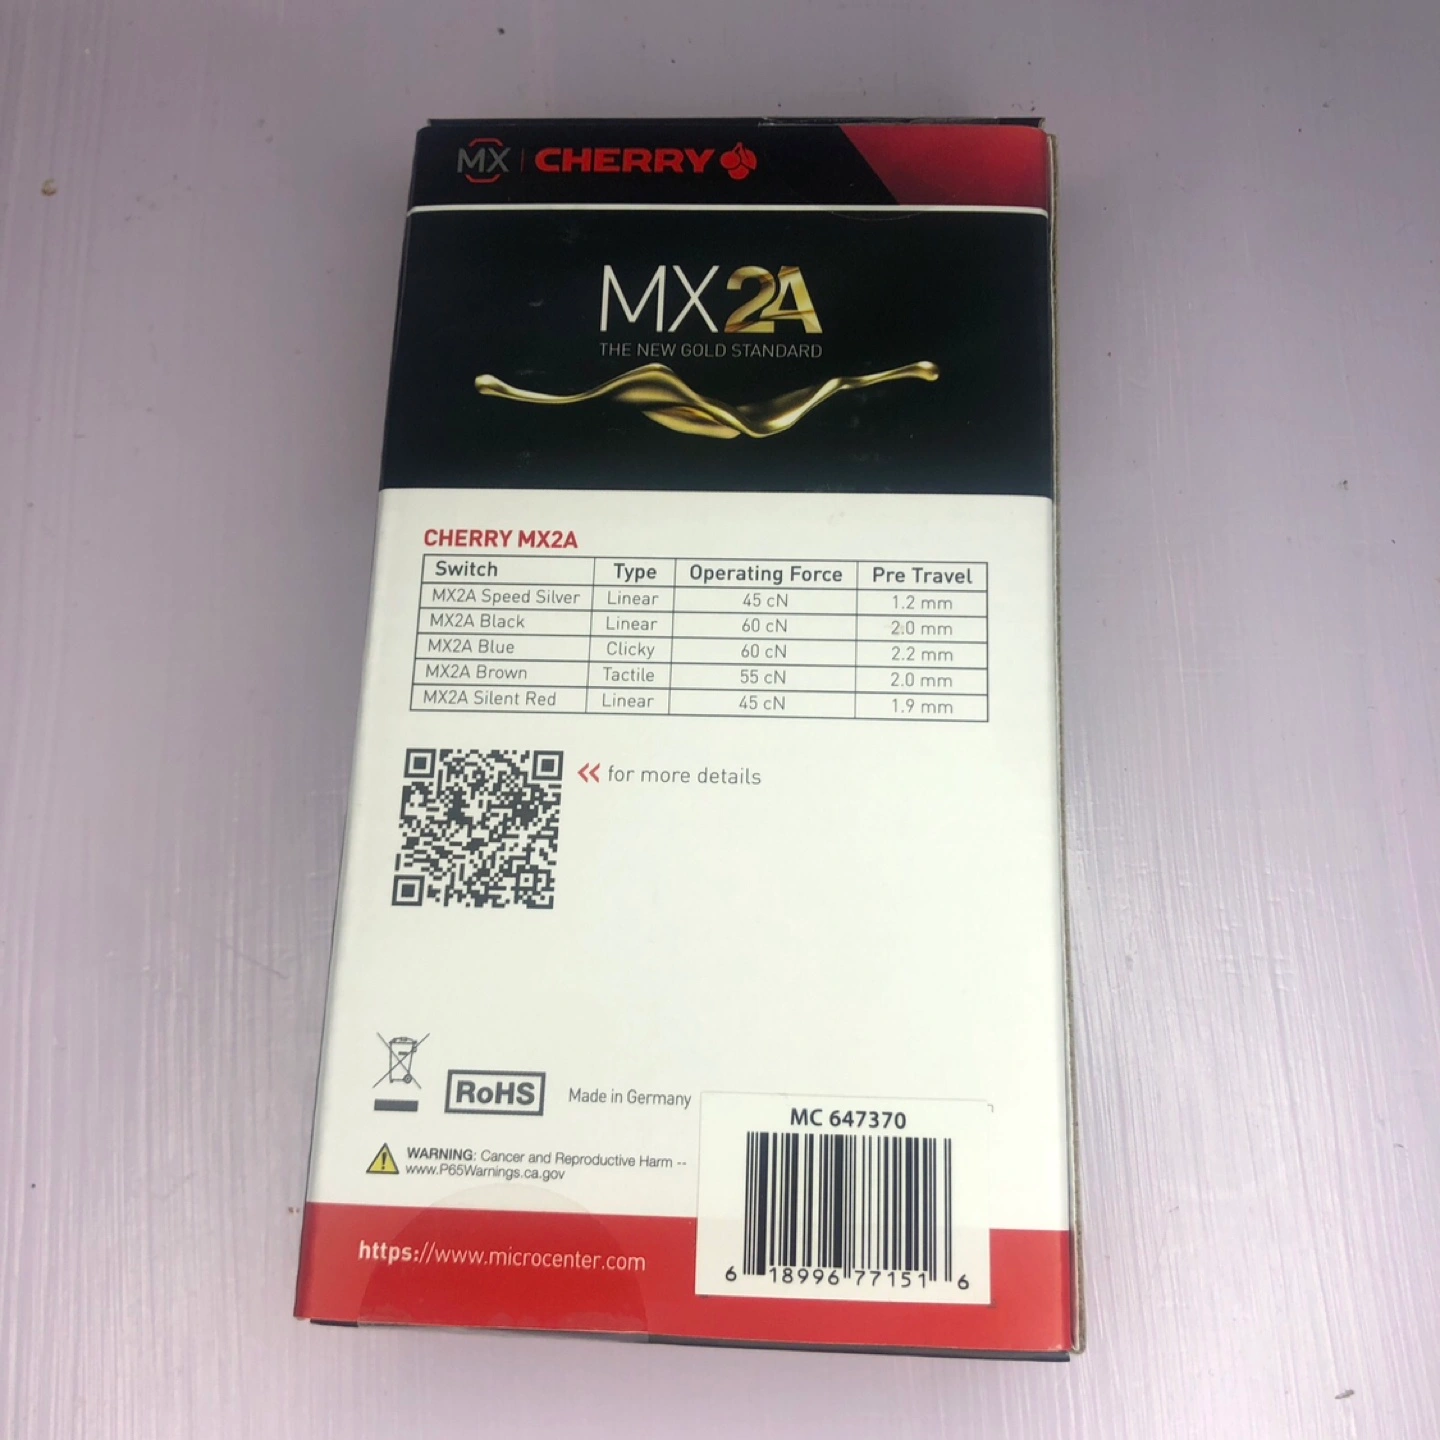 MX | CHERRY
MX2A
THE NEW GOLD STANDARD
CHERRY MX2A
Switch Type Operating Force Pre Travel
MX2A Speed Silver Linear 45 cN 1.2 mm
MX2A Black Linear 60 cN 2.0 mm
MX2A Blue Clicky 60 cN 2.2 mm
MX2A Brown Tactile 55 cN 2.0 mm
MX2A Silent Red Linear 45 cN 1.9 mm
<< for more details
RoHS Made in Germany
WARNING: Cancer and Reproductive Harm --
www.P65Warnings.ca.gov
https://www.microcenter.com
MC 647370
6 18996 77151 6